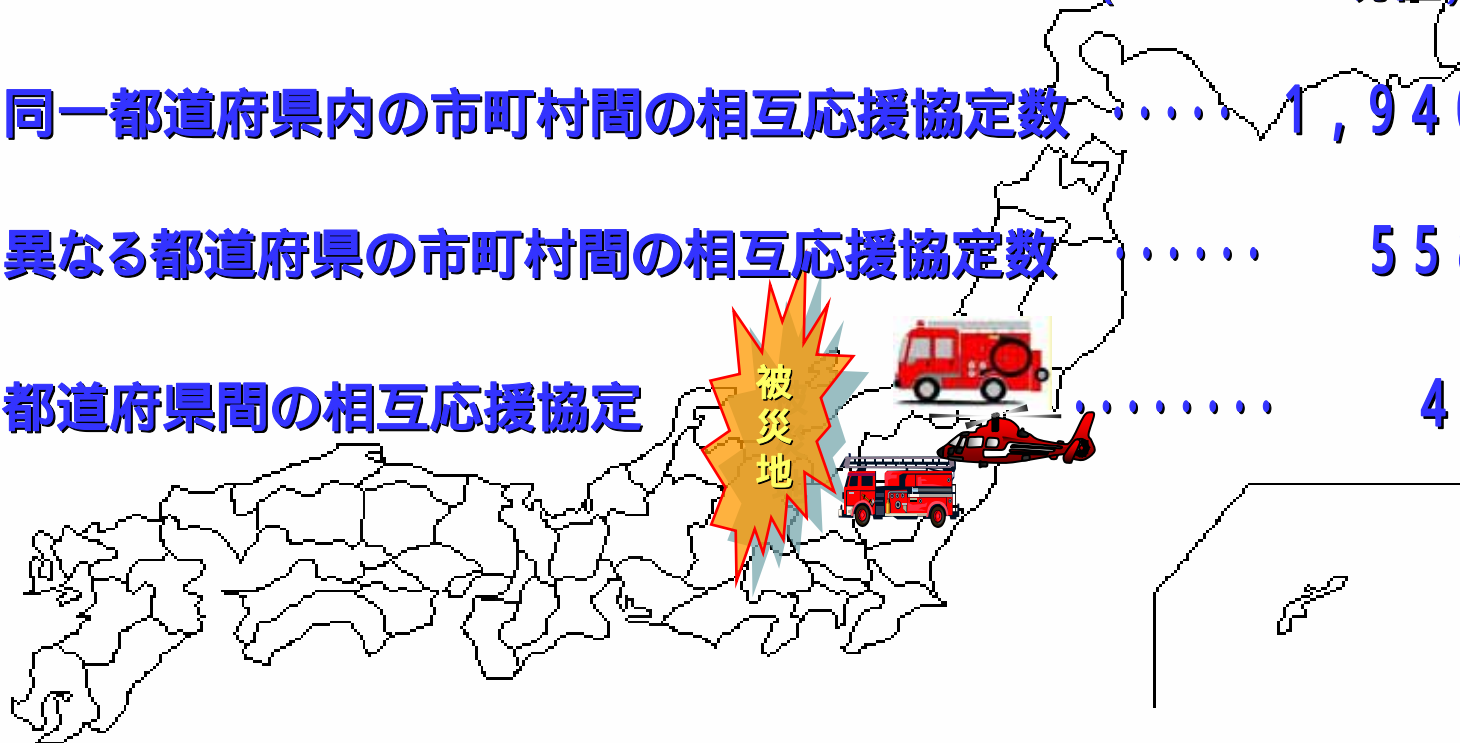 同一都道府県内の市町村間の相互応援協定数 ‥‥‥ 1,94
異なる都道府県の市町村間の相互応援協定数 ‥‥‥ 55
都道府県間の相互応援協定 ‥‥‥‥ 4
被災地